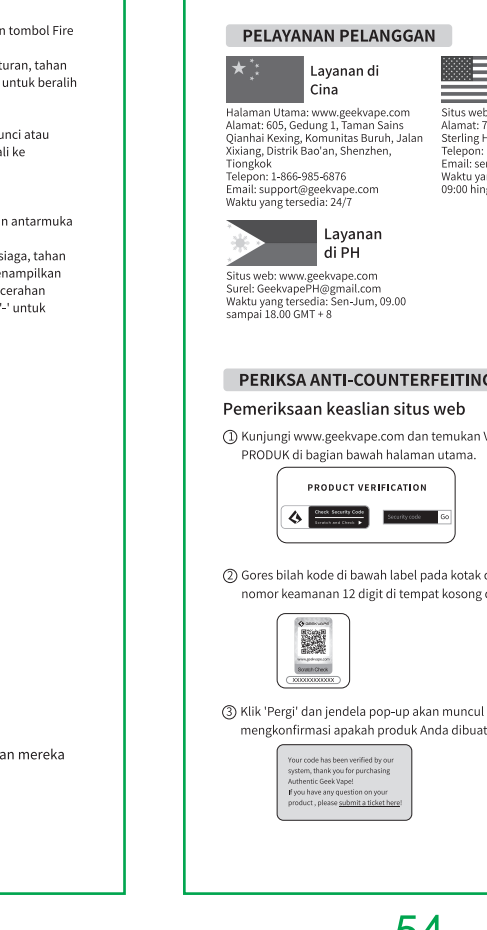 n tombol Fire
turan, tahan
untuk beralih
unci atau
ali ke
n antarmuka
siaga, tahan
enampilkan
cerahan
'-' untuk
an mereka
PELAYANAN PELANGGAN
Layanan di
Cina
Halaman Utama: www.geekvape.com
Alamat: 605, Gedung 1, Taman Sains
Qianhai Kexing, Komunitas Buruh, Jalan
Xixiang, Distrik Bao'an, Shenzhen,
Tiongkok
Telepon: 1-866-985-6876
Email: support@geekvape.com
Waktu yang tersedia: 24/7
Situs web
Alamat: 7
Sterling H
Telepon:
Email: ser
Waktu yan
09:00 hing
Layanan
di PH
Situs web: www.geekvape.com
Surel: GeekvapePH@gmail.com
Waktu yang tersedia: Sen-Jum, 09.00
sampai 18.00 GMT + 8
PERIKSA ANTI-COUNTERFEITING
Pemeriksaan keaslian situs web
① Kunjungi www.geekvape.com dan temukan V
PRODUK di bagian bawah halaman utama.
PRODUCT VERIFICATION
Check Security Code
Scratch and Check
Security code Go
② Gores bilah kode di bawah label pada kotak
nomor keamanan 12 digit di tempat kosong
www.geekvape.com
Scratch Check
XXXXXXXXXXXX
③ Klik 'Pergi' dan jendela pop-up akan muncul
mengkonfirmasi apakah produk Anda dibuat
Your code has been verified by our
system, thank you for purchasing
Authentic Geek Vape!
If you have any question on your
product , please submit a ticket here!
54